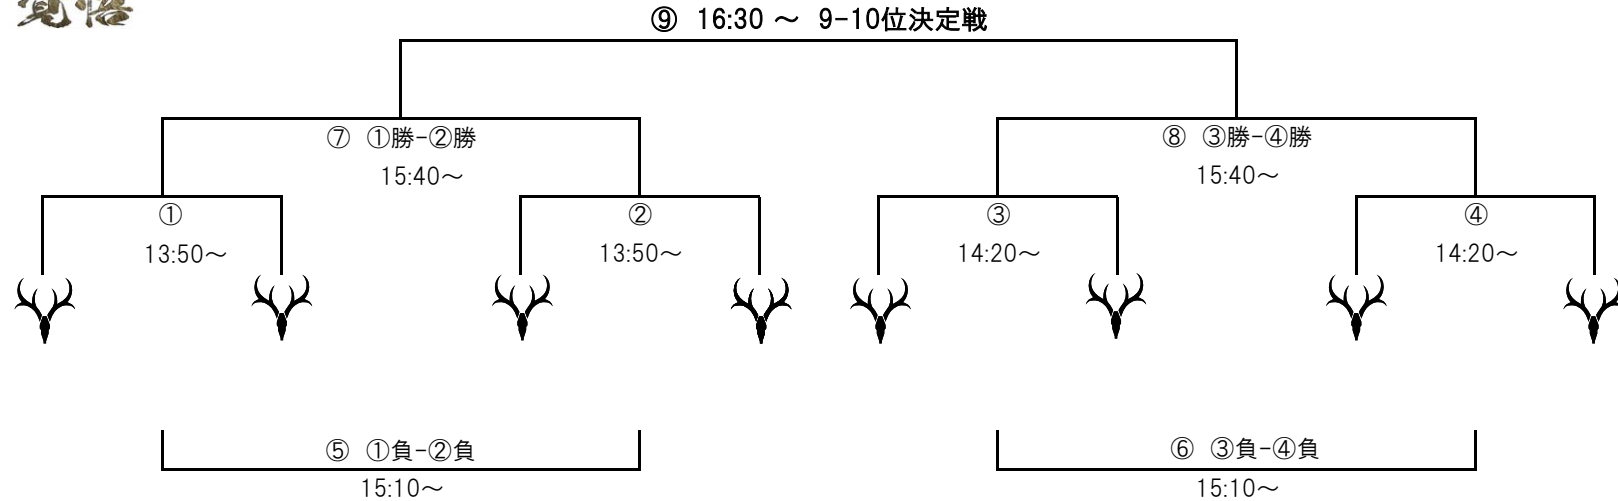 覚悟
⑨ 16:30 ～ 9-10位決定戦
⑦ ①勝-②勝
⑧ ③勝-④勝
15:40～
15:40～
①
②
③
④
13:50～
13:50～
14:20～
14:20～
⑤ ①負-②負
⑥ ③負-④負
15:10～
15:10～